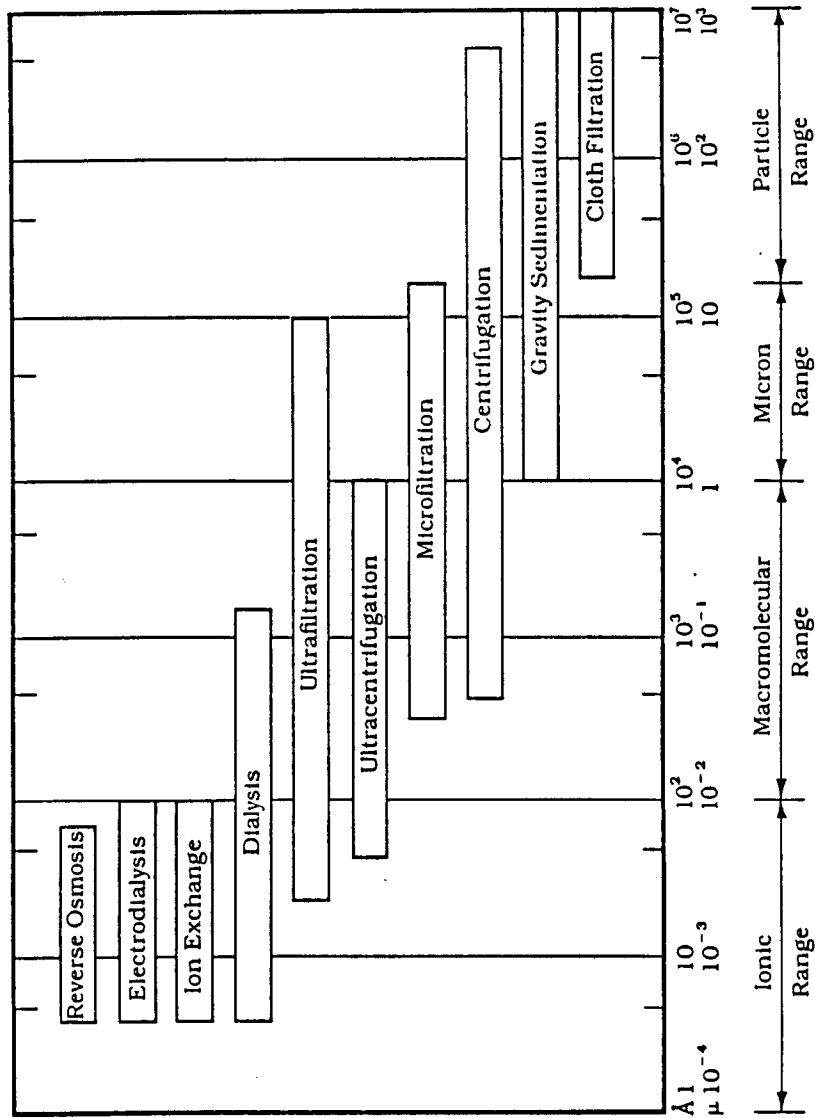 Reverse Osmosis
Electrodialysis
Ion Exchange
Dialysis
Ultrafiltration
Ultracentrifugation
Microfiltration
Centrifugation
Gravity Sedimentation
Cloth Filtration
Å 1 10 10² 10³ 10⁴ 10⁵ 10⁶ 10⁷
μ 10⁻⁴ 10⁻³ 10⁻² 10⁻¹ 1 10 10² 10³
Ionic Macromolecular Micron Particle
Range Range Range Range